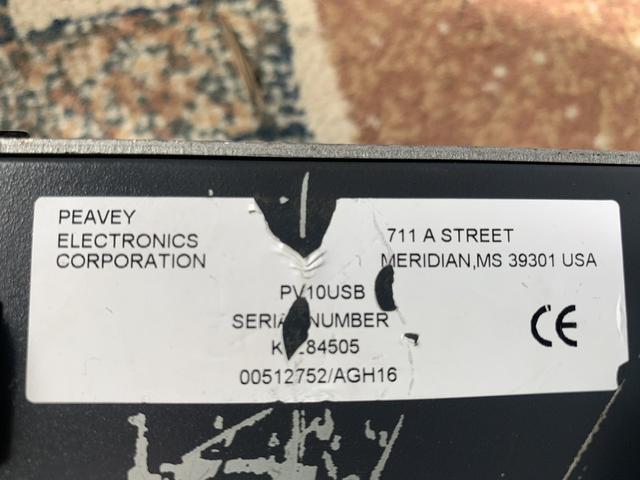 PEAVEY
ELECTRONICS
CORPORATION
711 A STREET
MERIDIAN,MS 39301 USA
PV10USB
SERIAL NUMBER
00512752/AGH16
CE